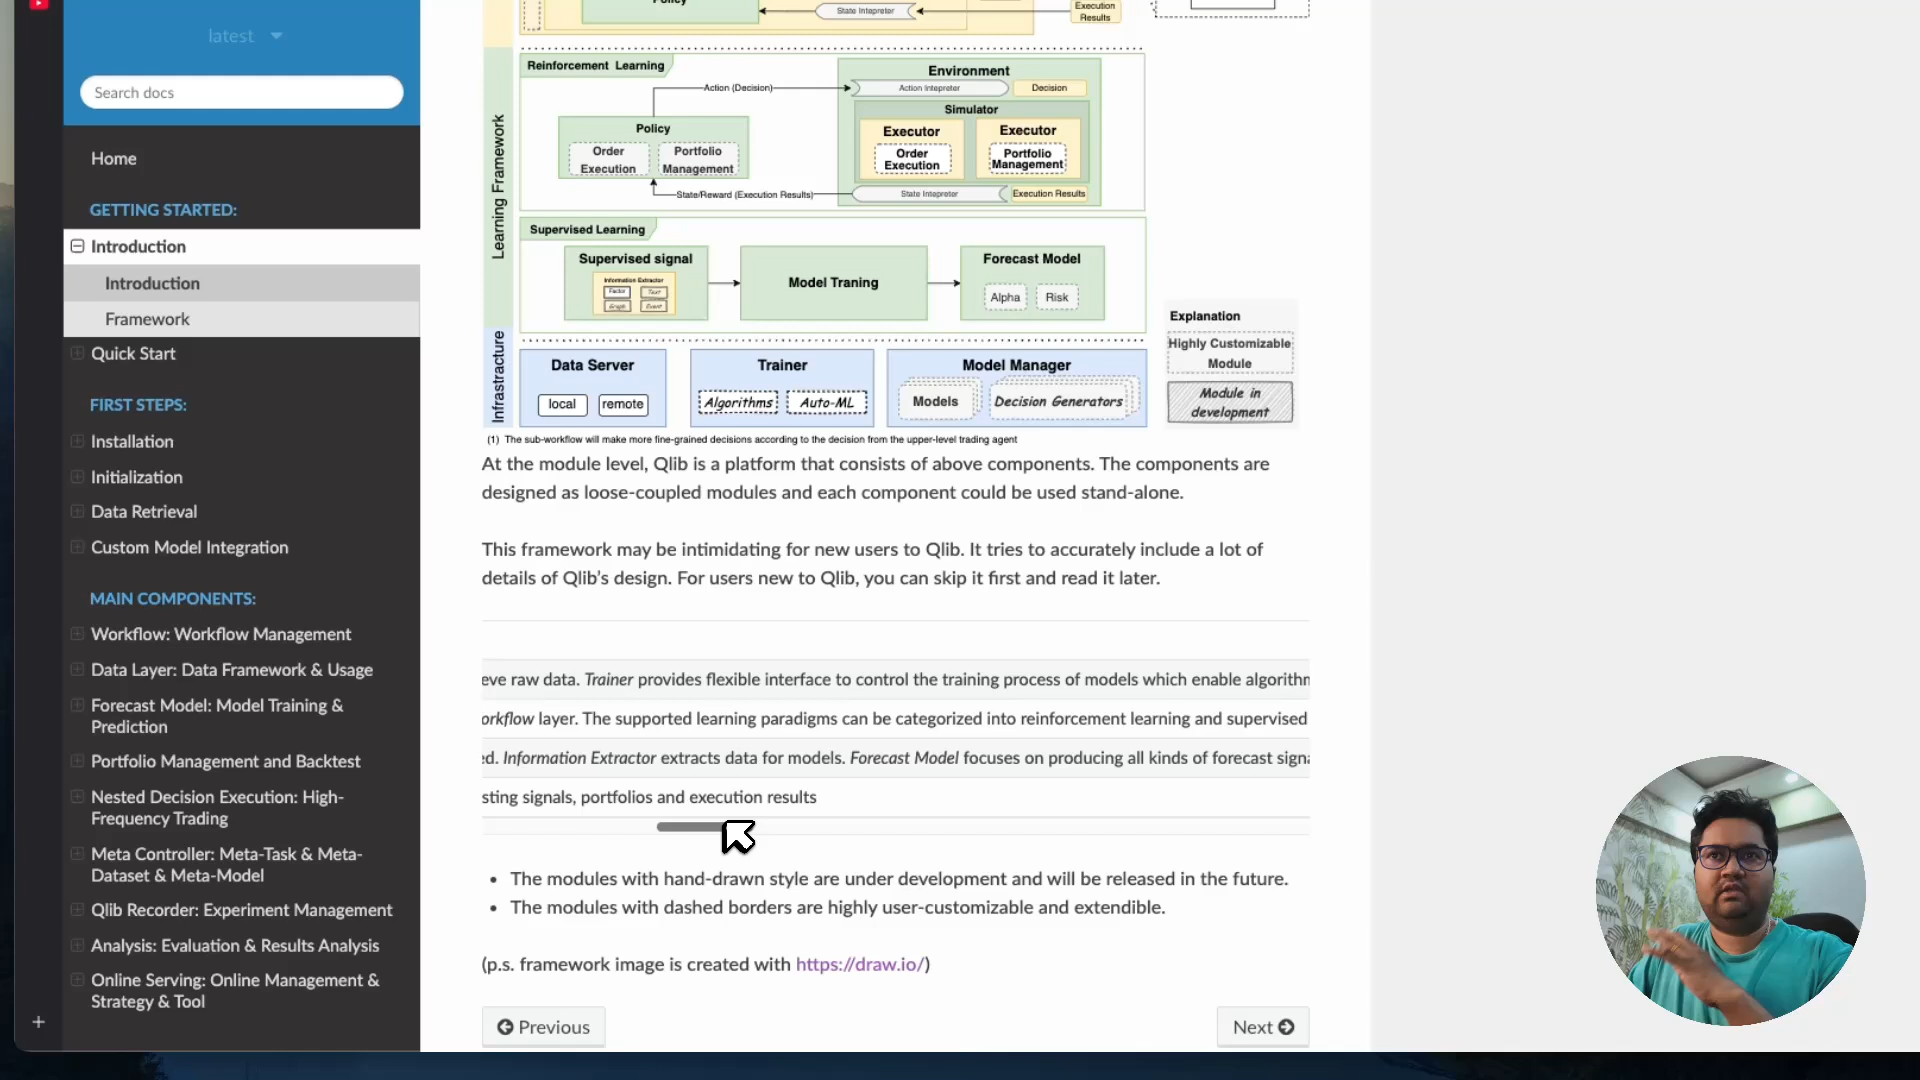 latest
Search docs
Home
GETTING STARTED:
Introduction
Introduction
Framework
Quick Start
FIRST STEPS:
Installation
Initialization
Data Retrieval
Custom Model Integration
MAIN COMPONENTS:
Workflow: Workflow Management
Data Layer: Data Framework & Usage
Forecast Model: Model Training &
Prediction
Portfolio Management and Backtest
Nested Decision Execution: High-
Frequency Trading
Meta Controller: Meta-Task & Meta-
Dataset & Meta-Model
Qlib Recorder: Experiment Management
Analysis: Evaluation & Results Analysis
Online Serving: Online Management &
Strategy & Tool
Policy
State Intepreter
Execution
Results
Learning Framework
Reinforcement Learning
Action (Decision)
Policy
Order
Execution
Portfolio
Management
State/Reward (Execution Results)
Environment
Action Intepreter
Decision
Simulator
Executor
Order
Execution
Executor
Portfolio
Management
State Intepreter
Execution Results
Supervised Learning
Supervised signal
Information Extractor
Factor
Text
Graph
Event
Model Traning
Forecast Model
Alpha
Risk
Infrastracture
Data Server
local
remote
Trainer
Algorithms
Auto-ML
Model Manager
Models
Decision Generators
Explanation
Highly Customizable
Module
Module in
development
(1) The sub-workflow will make more fine-grained decisions according to the decision from the upper-level trading agent
At the module level, Qlib is a platform that consists of above components. The components are
designed as loose-coupled modules and each component could be used stand-alone.
This framework may be intimidating for new users to Qlib. It tries to accurately include a lot of
details of Qlib’s design. For users new to Qlib, you can skip it first and read it later.
eve raw data. Trainer provides flexible interface to control the training process of models which enable algorithm
orkflow layer. The supported learning paradigms can be categorized into reinforcement learning and supervised
ed. Information Extractor extracts data for models. Forecast Model focuses on producing all kinds of forecast signa
sting signals, portfolios and execution results
• The modules with hand-drawn style are under development and will be released in the future.
• The modules with dashed borders are highly user-customizable and extendible.
(p.s. framework image is created with https://draw.io/)
Previous
Next